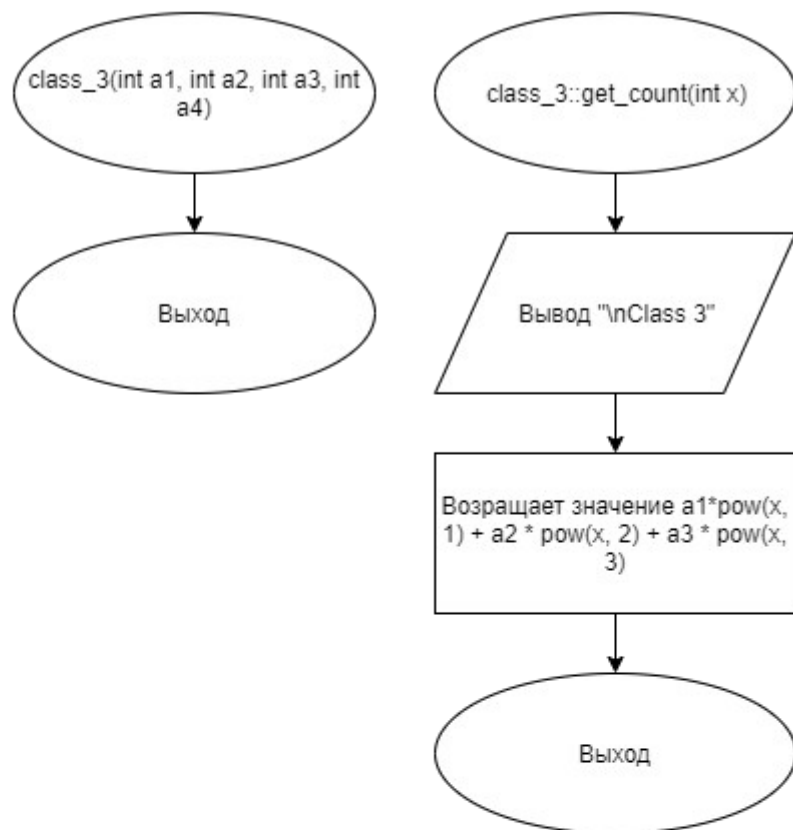 class_3(int a1, int a2, int a3, int
a4)
Выход
class_3::get_count(int x)
Вывод "\nClass 3"
Возращает значение a1*pow(x,
1) + a2 * pow(x, 2) + a3 * pow(x,
3)
Выход